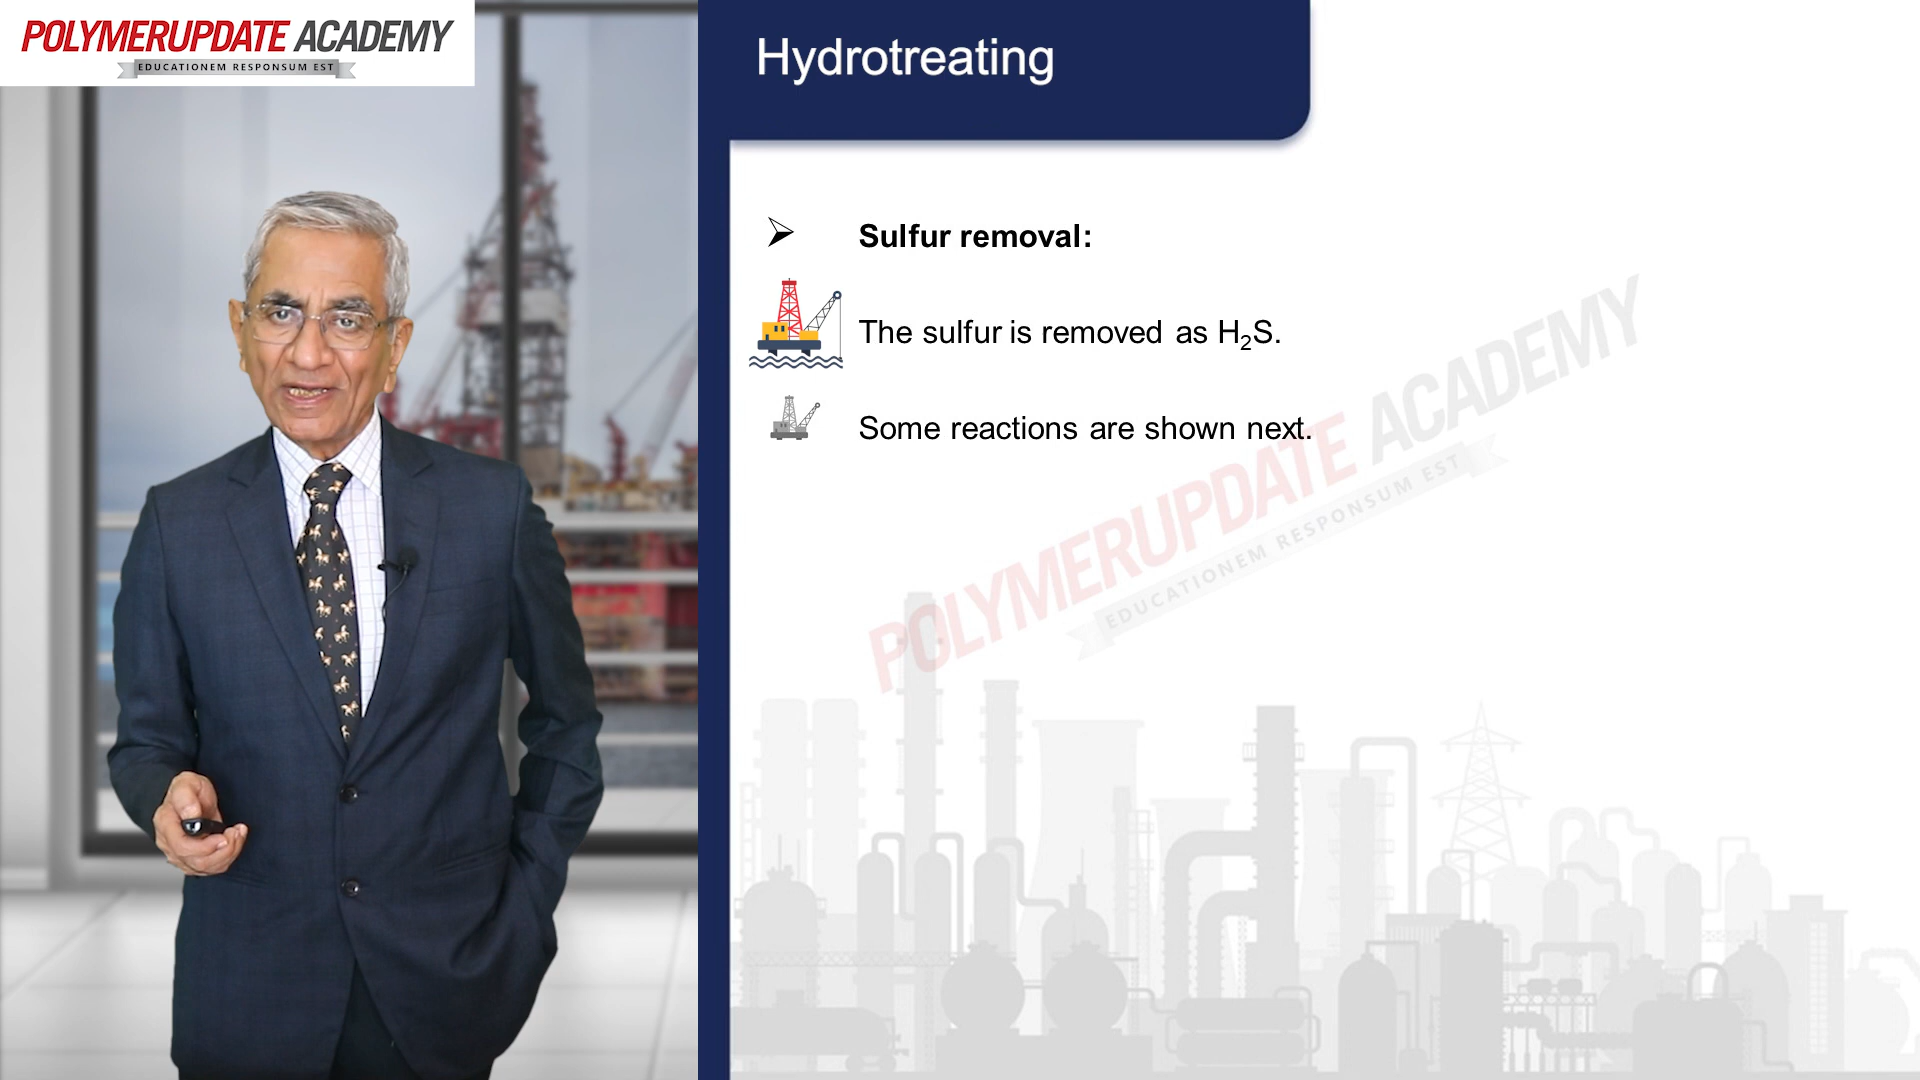 POLYMERUPDATE ACADEMY
EDUCATIONEM RESPONSUM EST
Hydrotreating
Sulfur removal:
The sulfur is removed as H₂S.
Some reactions are shown next.
POLYMERUPDATE ACADEMY
EDUCATIONEM RESPONSUM EST